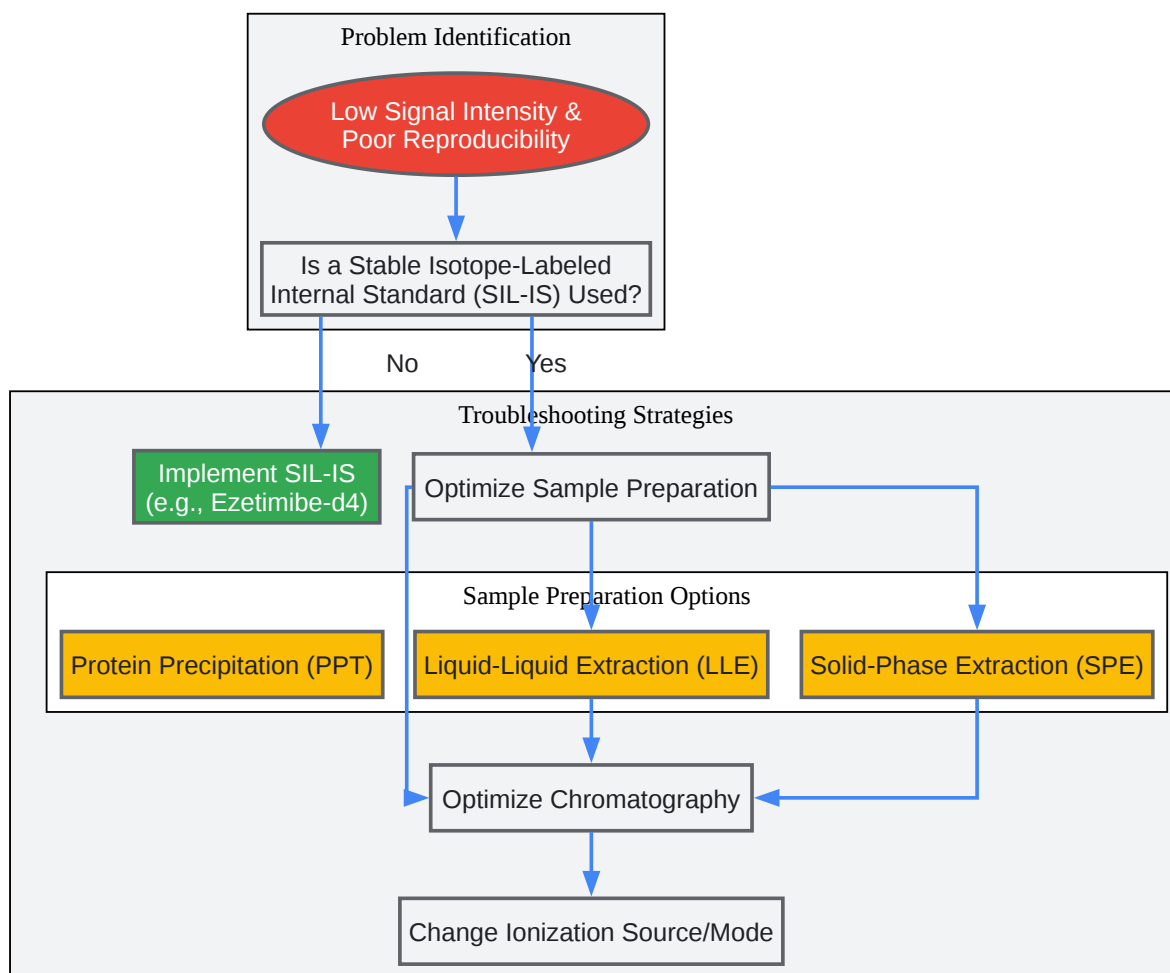 Problem Identification
Low Signal Intensity &
Poor Reproducibility
Is a Stable Isotope-Labeled
Internal Standard (SIL-IS) Used?
No
Yes
Troubleshooting Strategies
Implement SIL-IS
(e.g., Ezetimibe-d4)
Optimize Sample Preparation
Sample Preparation Options
Protein Precipitation (PPT)
Liquid-Liquid Extraction (LLE)
Solid-Phase Extraction (SPE)
Optimize Chromatography
Change Ionization Source/Mode